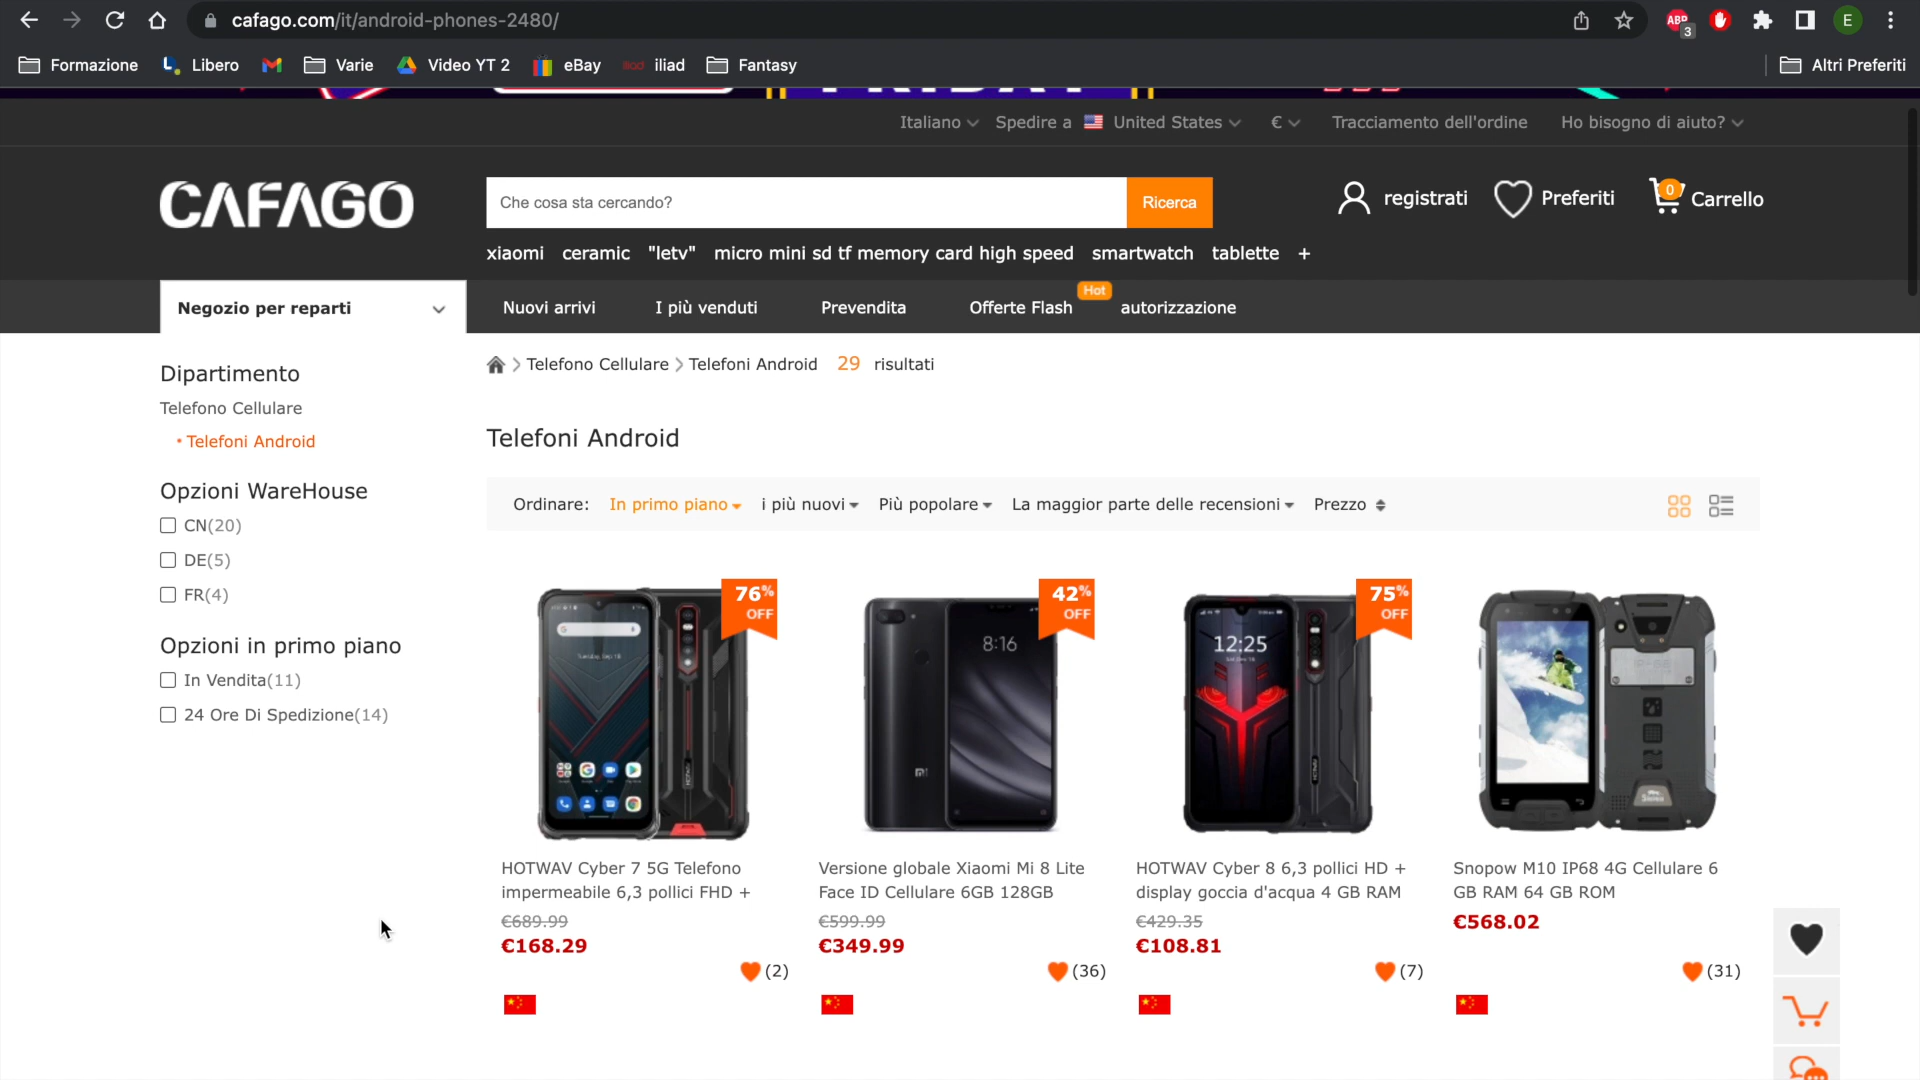 cafago.com/it/android-phones-2480/
ABP
3
E
Formazione
Libero
Varie
Video YT 2
eBay
iliad
iliad
Fantasy
Altri Preferiti
Italiano
Spedire a
United States
€
Tracciamento dell'ordine
Ho bisogno di aiuto?
CAFAGO
Che cosa sta cercando?
Ricerca
registrati
Preferiti
0
Carrello
xiaomi ceramic "letv" micro mini sd tf memory card high speed smartwatch tablette +
Negozio per reparti
Nuovi arrivi
I più venduti
Prevendita
Offerte Flash
Hot
autorizzazione
Dipartimento
Telefono Cellulare
• Telefoni Android
Opzioni WareHouse
CN(20)
DE(5)
FR(4)
Opzioni in primo piano
In Vendita(11)
24 Ore Di Spedizione(14)
Telefono Cellulare
Telefoni Android
29 risultati
Telefoni Android
Ordinare:
In primo piano
i più nuovi
Più popolare
La maggior parte delle recensioni
Prezzo
76%
OFF
HOTWAV
HOTWAV Cyber 7 5G Telefono
impermeabile 6,3 pollici FHD +
€689.99
€168.29
(2)
42%
OFF
8:16
Versione globale Xiaomi Mi 8 Lite
Face ID Cellulare 6GB 128GB
€599.99
€349.99
(36)
75%
OFF
12:25
HOTWAV Cyber 8 6,3 pollici HD +
display goccia d'acqua 4 GB RAM
€429.35
€108.81
(7)
Snopow M10 IP68 4G Cellulare 6
GB RAM 64 GB ROM
€568.02
(31)